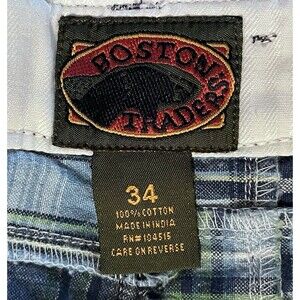 BOSTON
TRADERS
34
100% COTTON
MADE IN INDIA
RN# 104515
CARE ON REVERSE